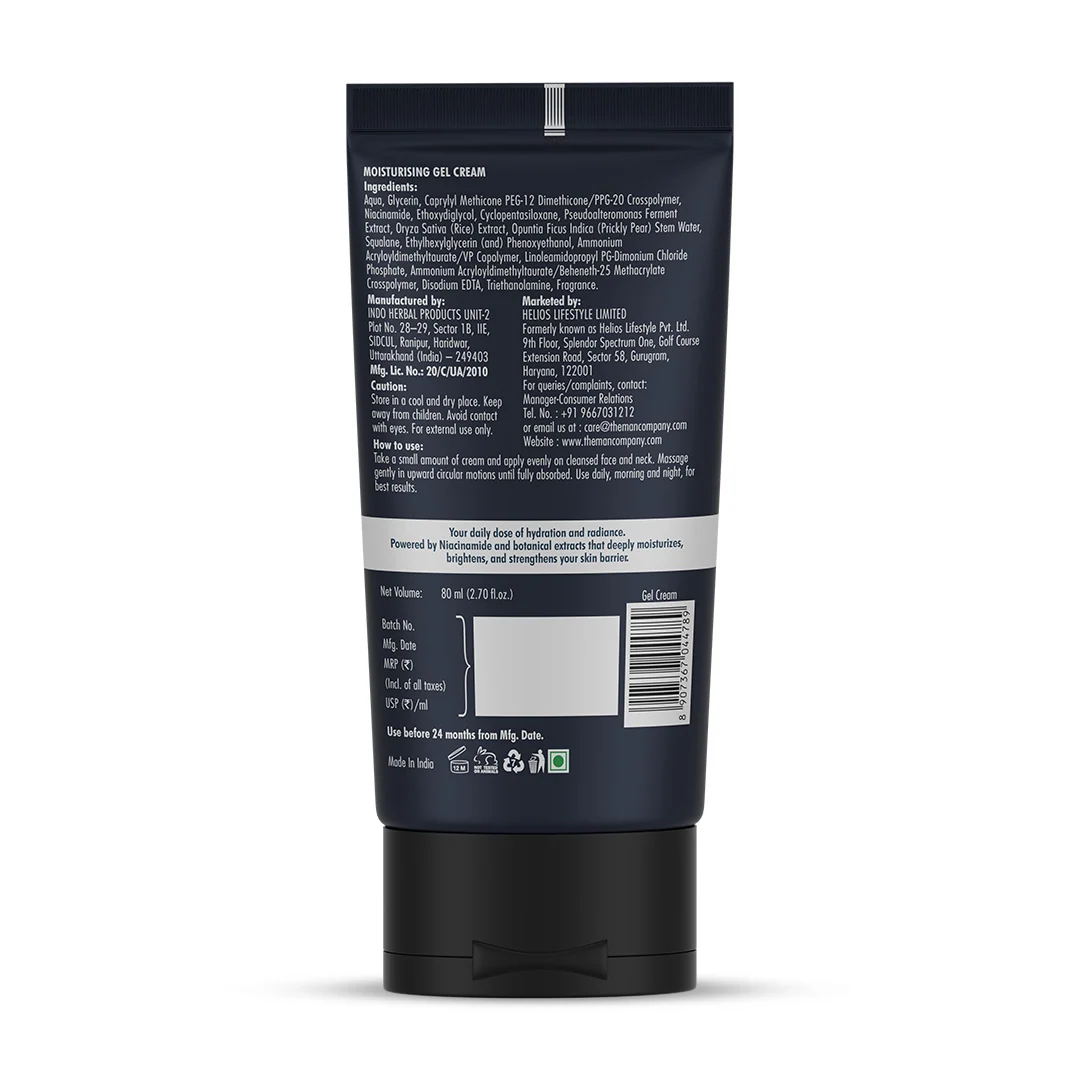 MOISTURISING GEL CREAM
Ingredients:
Aqua, Glycerin, Caprylyl Methicone PEG-12 Dimethicone/PPG-20 Crosspolymer,
Niacinamide, Ethoxydiglycol, Cyclopentasiloxane, Pseudoalteromonas Ferment
Extract, Oryza Sativa (Rice) Extract, Opuntia Ficus Indica (Prickly Pear) Stem Water,
Squalane, Ethylhexylglycerin (and) Phenoxyethanol, Ammonium
Acryloyldimethyltaurate/VP Copolymer, Linoleamidopropyl PG-Dimonium Chloride
Phosphate, Ammonium Acryloyldimethyltaurate/Beheneth-25 Methacrylate
Crosspolymer, Disodium EDTA, Triethanolamine, Fragrance.
Manufactured by:
INDO HERBAL PRODUCTS UNIT-2
Plot No. 28–29, Sector 1B, IIE,
SIDCUL, Ranipur, Haridwar,
Uttarakhand (India) – 249403
Mfg. Lic. No.: 20/C/UA/2010
Caution:
Store in a cool and dry place. Keep
away from children. Avoid contact
with eyes. For external use only.
Marketed by:
HELIOS LIFESTYLE LIMITED
Formerly known as Helios Lifestyle Pvt. Ltd.
9th Floor, Splendor Spectrum One, Golf Course
Extension Road, Sector 58, Gurugram,
Haryana, 122001
For queries/complaints, contact:
Manager-Consumer Relations
Tel. No. : +91 9667031212
or email us at : care@themancompany.com
Website : www.themancompany.com
How to use:
Take a small amount of cream and apply evenly on cleansed face and neck. Massage
gently in upward circular motions until fully absorbed. Use daily, morning and night, for
best results.
Your daily dose of hydration and radiance.
Powered by Niacinamide and botanical extracts that deeply moisturizes,
brightens, and strengthens your skin barrier.
Net Volume: 80 ml (2.70 fl.oz.)
Gel Cream
Batch No.
Mfg. Date
MRP (₹)
(Incl. of all taxes)
USP (₹)/ml
8 907367 044789
Use before 24 months from Mfg. Date.
Made In India
12 M
NOT TESTED
ON ANIMALS
7